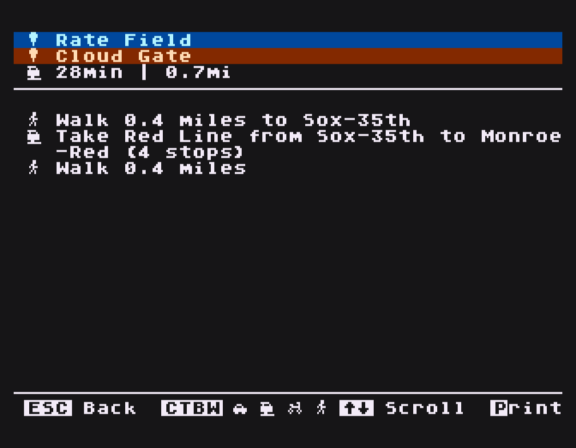 Rate Field
Cloud Gate
28min | 0.7mi
Walk 0.4 miles to Sox-35th
Take Red Line from Sox-35th to Monroe
-Red (4 stops)
Walk 0.4 miles
ESC Back CTBW ↑↓ Scroll Print